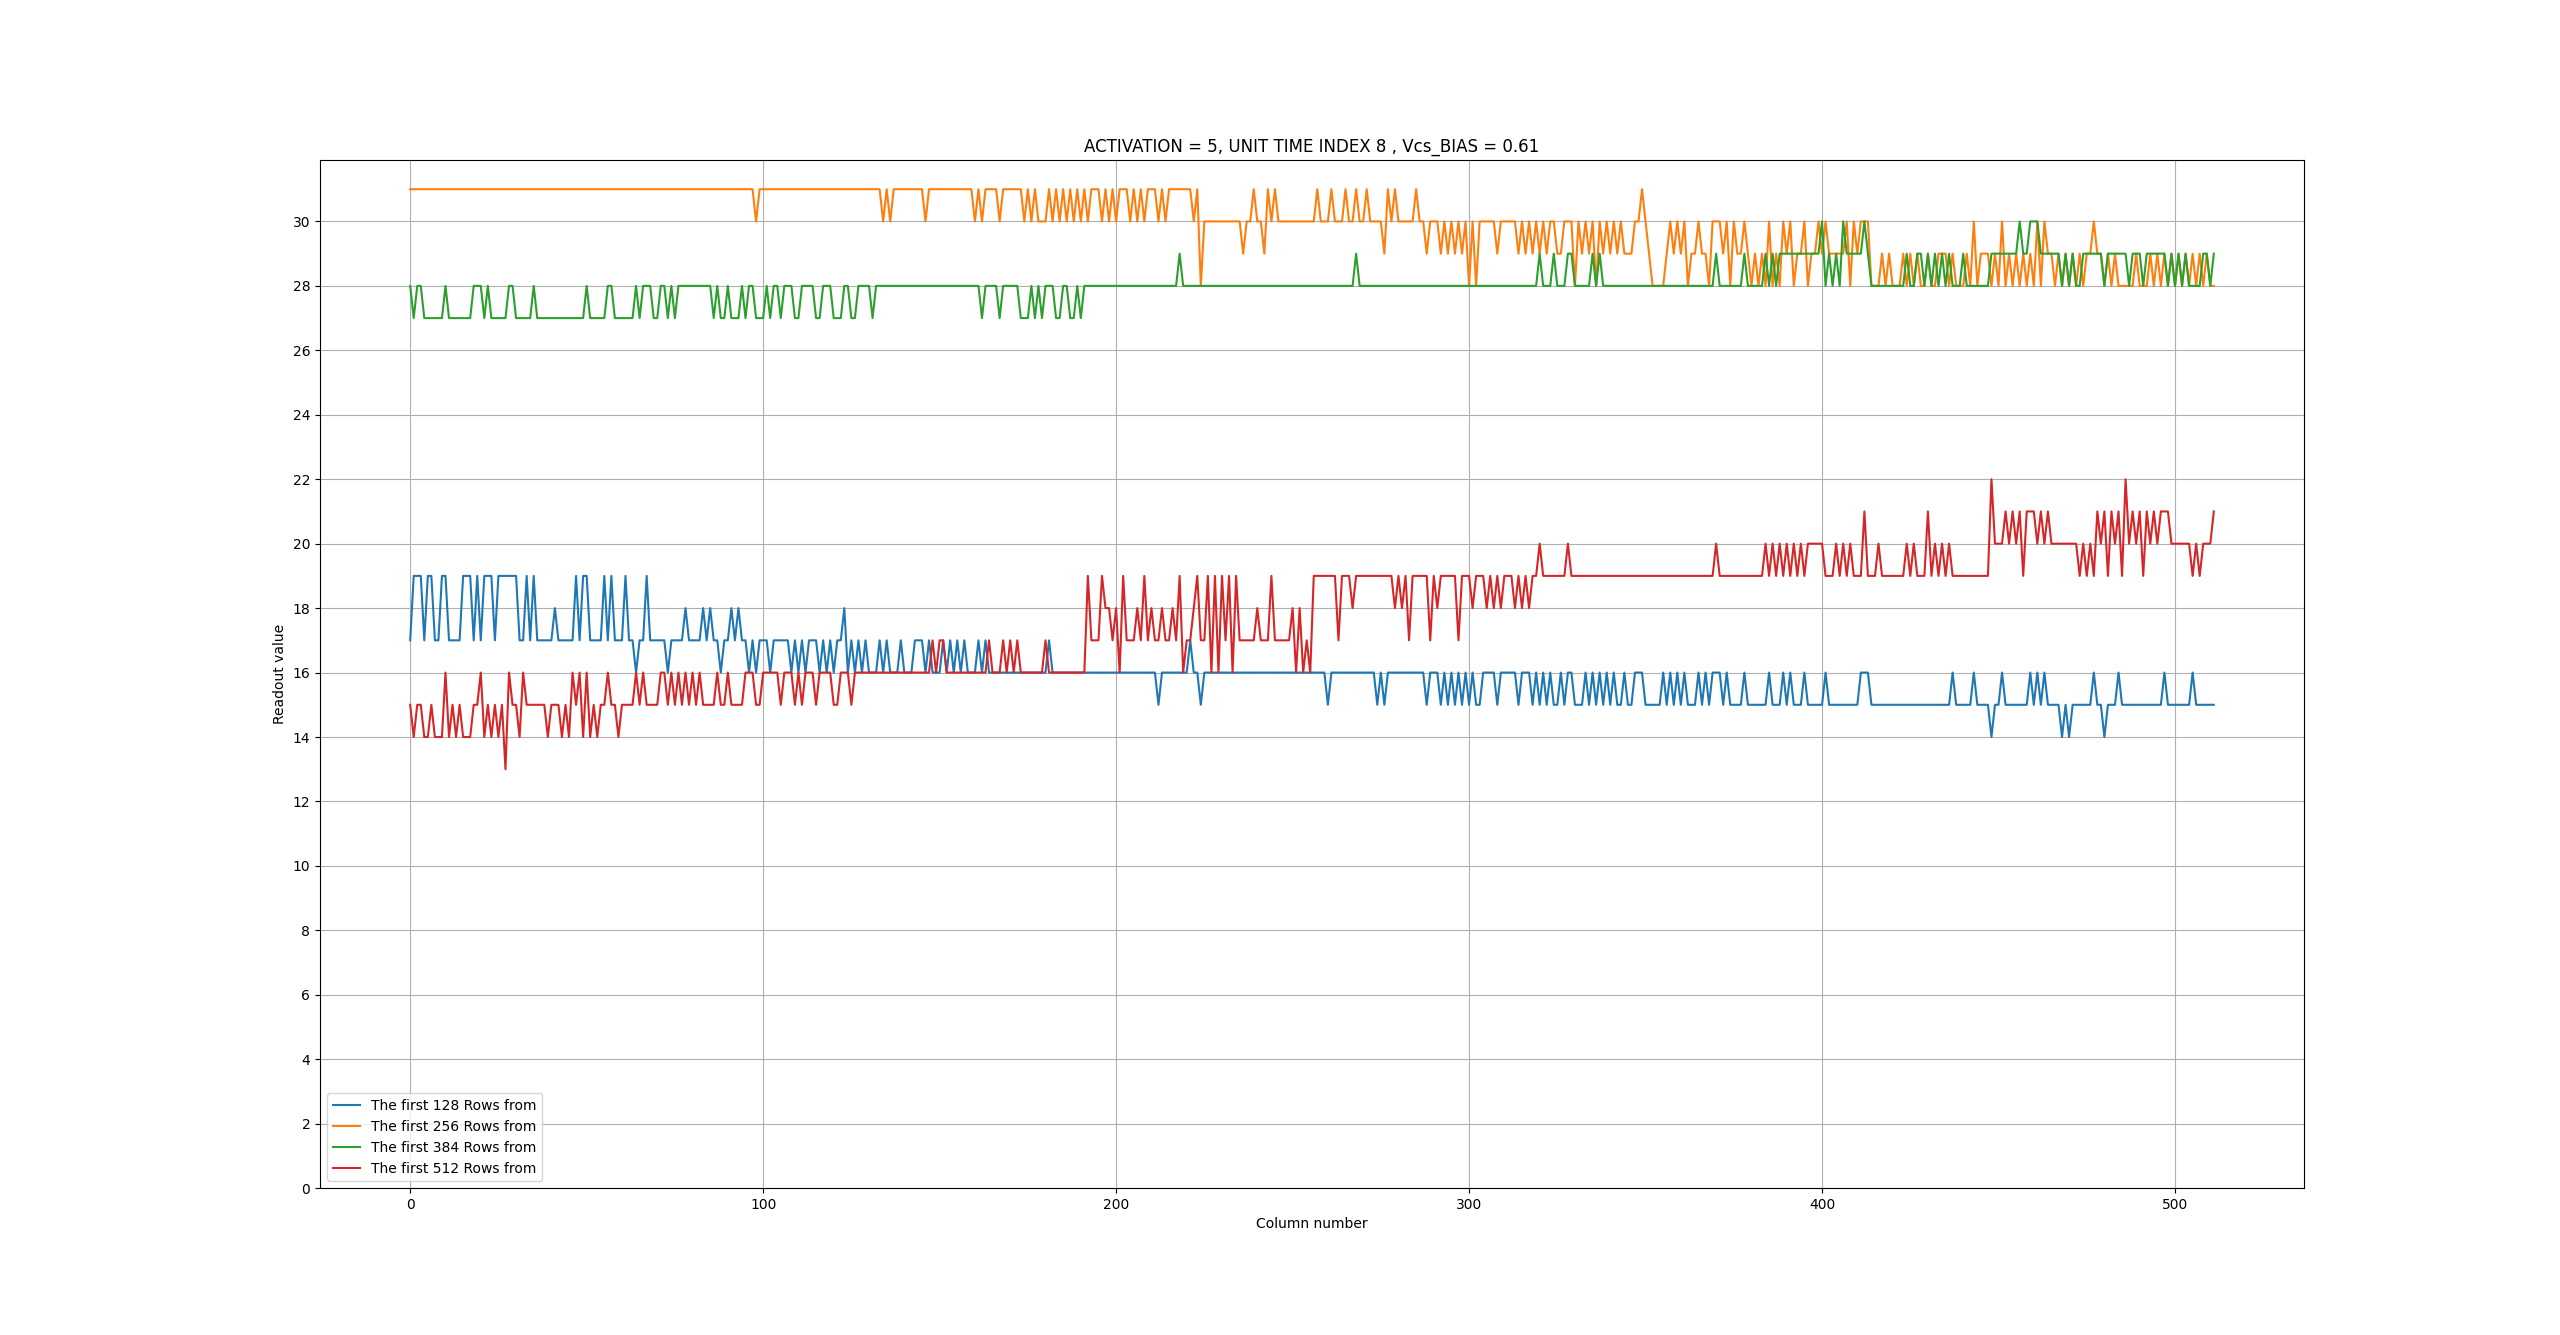 ACTIVATION = 5, UNIT TIME INDEX 8 , Vcs_BIAS = 0.61
Readout value
30
28
26
24
22
20
18
16
14
12
10
8
6
4
2
0
The first 128 Rows from
The first 256 Rows from
The first 384 Rows from
The first 512 Rows from
0 100 200 300 400 500
Column number